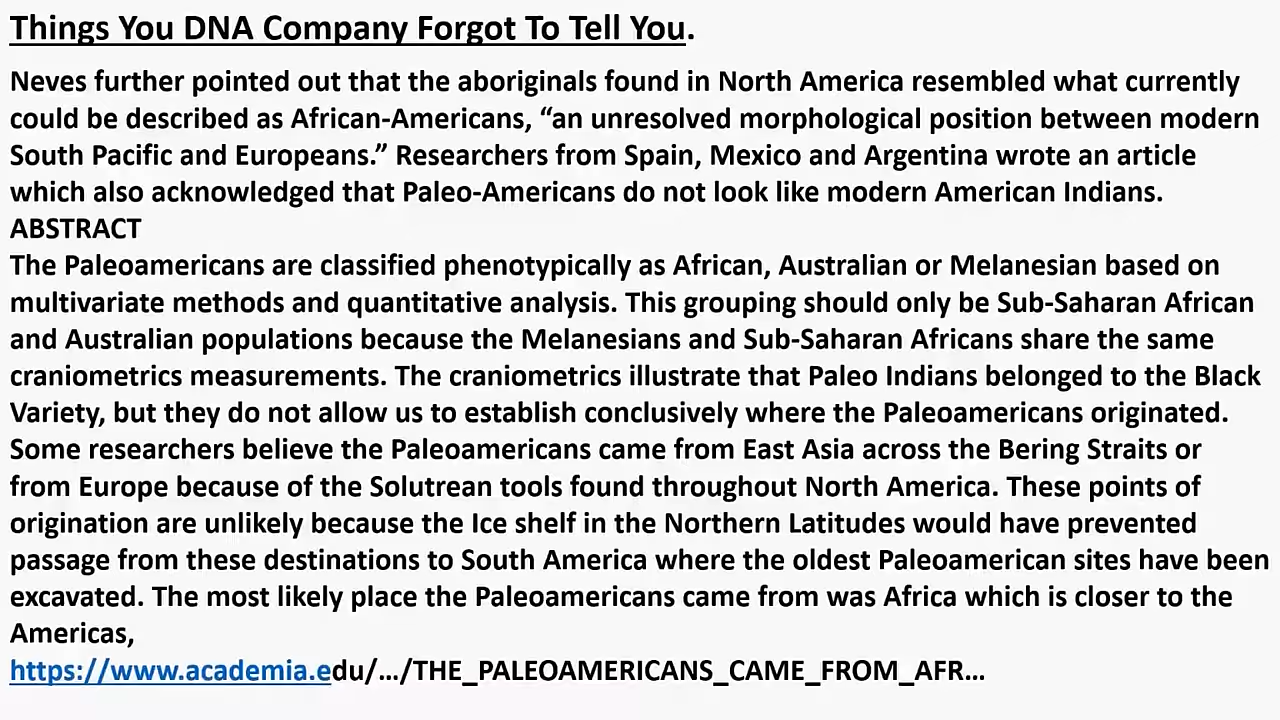 Things You DNA Company Forgot To Tell You.
Neves further pointed out that the aboriginals found in North America resembled what currently
could be described as African-Americans, “an unresolved morphological position between modern
South Pacific and Europeans.” Researchers from Spain, Mexico and Argentina wrote an article
which also acknowledged that Paleo-Americans do not look like modern American Indians.
ABSTRACT
The Paleoamericans are classified phenotypically as African, Australian or Melanesian based on
multivariate methods and quantitative analysis. This grouping should only be Sub-Saharan African
and Australian populations because the Melanesians and Sub-Saharan Africans share the same
craniometrics measurements. The craniometrics illustrate that Paleo Indians belonged to the Black
Variety, but they do not allow us to establish conclusively where the Paleoamericans originated.
Some researchers believe the Paleoamericans came from East Asia across the Bering Straits or
from Europe because of the Solutrean tools found throughout North America. These points of
origination are unlikely because the Ice shelf in the Northern Latitudes would have prevented
passage from these destinations to South America where the oldest Paleoamerican sites have been
excavated. The most likely place the Paleoamericans came from was Africa which is closer to the
Americas,
https://www.academia.edu/…/THE_PALEOAMERICANS_CAME_FROM_AFR…